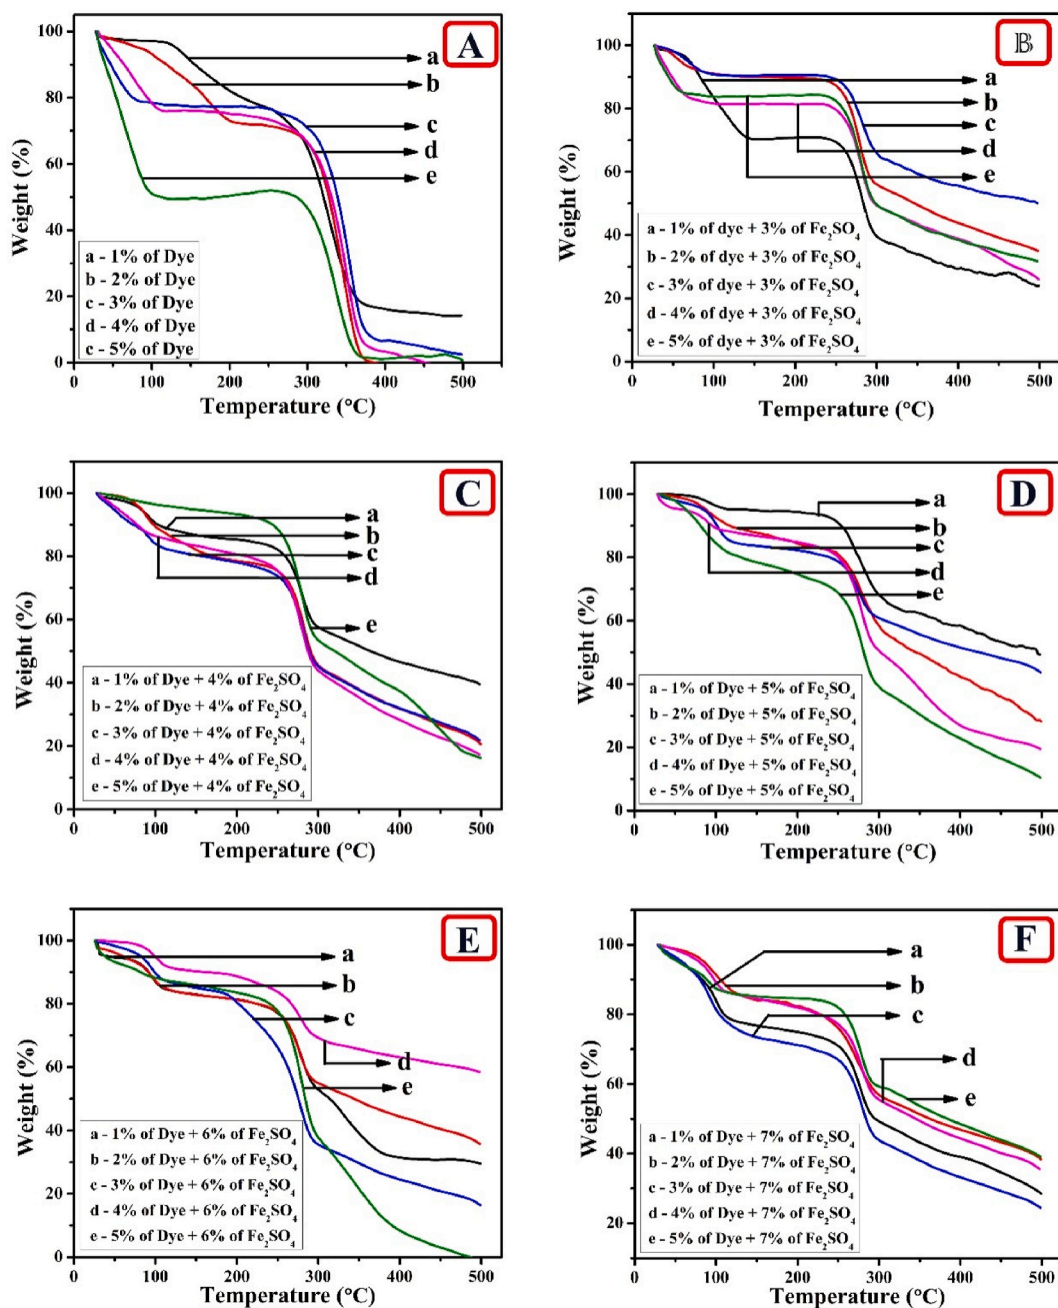 A
a
b
c
d
e
a - 1% of Dye
b - 2% of Dye
c - 3% of Dye
d - 4% of Dye
c - 5% of Dye
Weight (%)
100
80
60
40
20
0
0 100 200 300 400 500
Temperature (°C)
B
a
b
c
d
e
a - 1% of dye + 3% of Fe₂SO₄
b - 2% of dye + 3% of Fe₂SO₄
c - 3% of dye + 3% of Fe₂SO₄
d - 4% of dye + 3% of Fe₂SO₄
e - 5% of dye + 3% of Fe₂SO₄
Weight (%)
100
80
60
40
20
0
0 100 200 300 400 500
Temperature (°C)
C
a
b
c
d
e
a - 1% of Dye + 4% of Fe₂SO₄
b - 2% of Dye + 4% of Fe₂SO₄
c - 3% of Dye + 4% of Fe₂SO₄
d - 4% of Dye + 4% of Fe₂SO₄
e - 5% of Dye + 4% of Fe₂SO₄
Weight (%)
100
80
60
40
20
0
0 100 200 300 400 500
Temperature (°C)
D
a
b
c
d
e
a - 1% of Dye + 5% of Fe₂SO₄
b - 2% of Dye + 5% of Fe₂SO₄
c - 3% of Dye + 5% of Fe₂SO₄
d - 4% of Dye + 5% of Fe₂SO₄
e - 5% of Dye + 5% of Fe₂SO₄
Weight (%)
100
80
60
40
20
0
0 100 200 300 400 500
Temperature (°C)
E
a
b
c
d
e
a - 1% of Dye + 6% of Fe₂SO₄
b - 2% of Dye + 6% of Fe₂SO₄
c - 3% of Dye + 6% of Fe₂SO₄
d - 4% of Dye + 6% of Fe₂SO₄
e - 5% of Dye + 6% of Fe₂SO₄
Weight (%)
100
80
60
40
20
0
0 100 200 300 400 500
Temperature (°C)
F
a
b
c
d
e
a - 1% of Dye + 7% of Fe₂SO₄
b - 2% of Dye + 7% of Fe₂SO₄
c - 3% of Dye + 7% of Fe₂SO₄
d - 4% of Dye + 7% of Fe₂SO₄
e - 5% of Dye + 7% of Fe₂SO₄
Weight (%)
100
80
60
40
20
0 100 200 300 400 500
Temperature (°C)